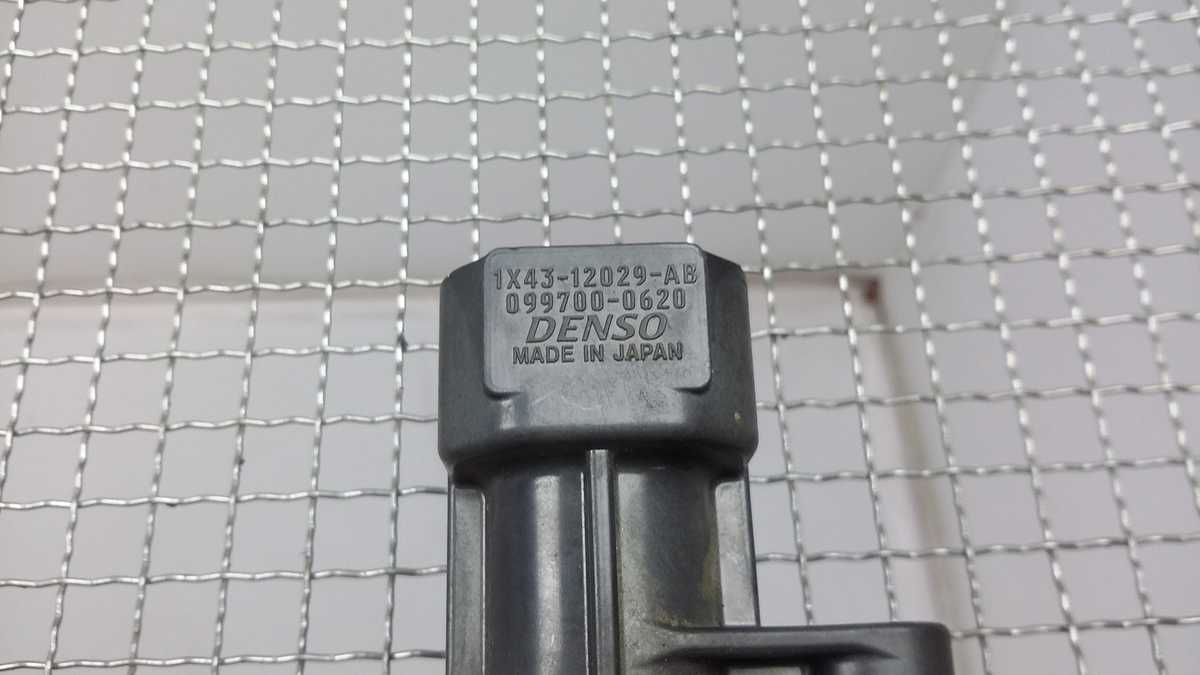 1X43-12029-AB
099700-0620
DENSO
MADE IN JAPAN